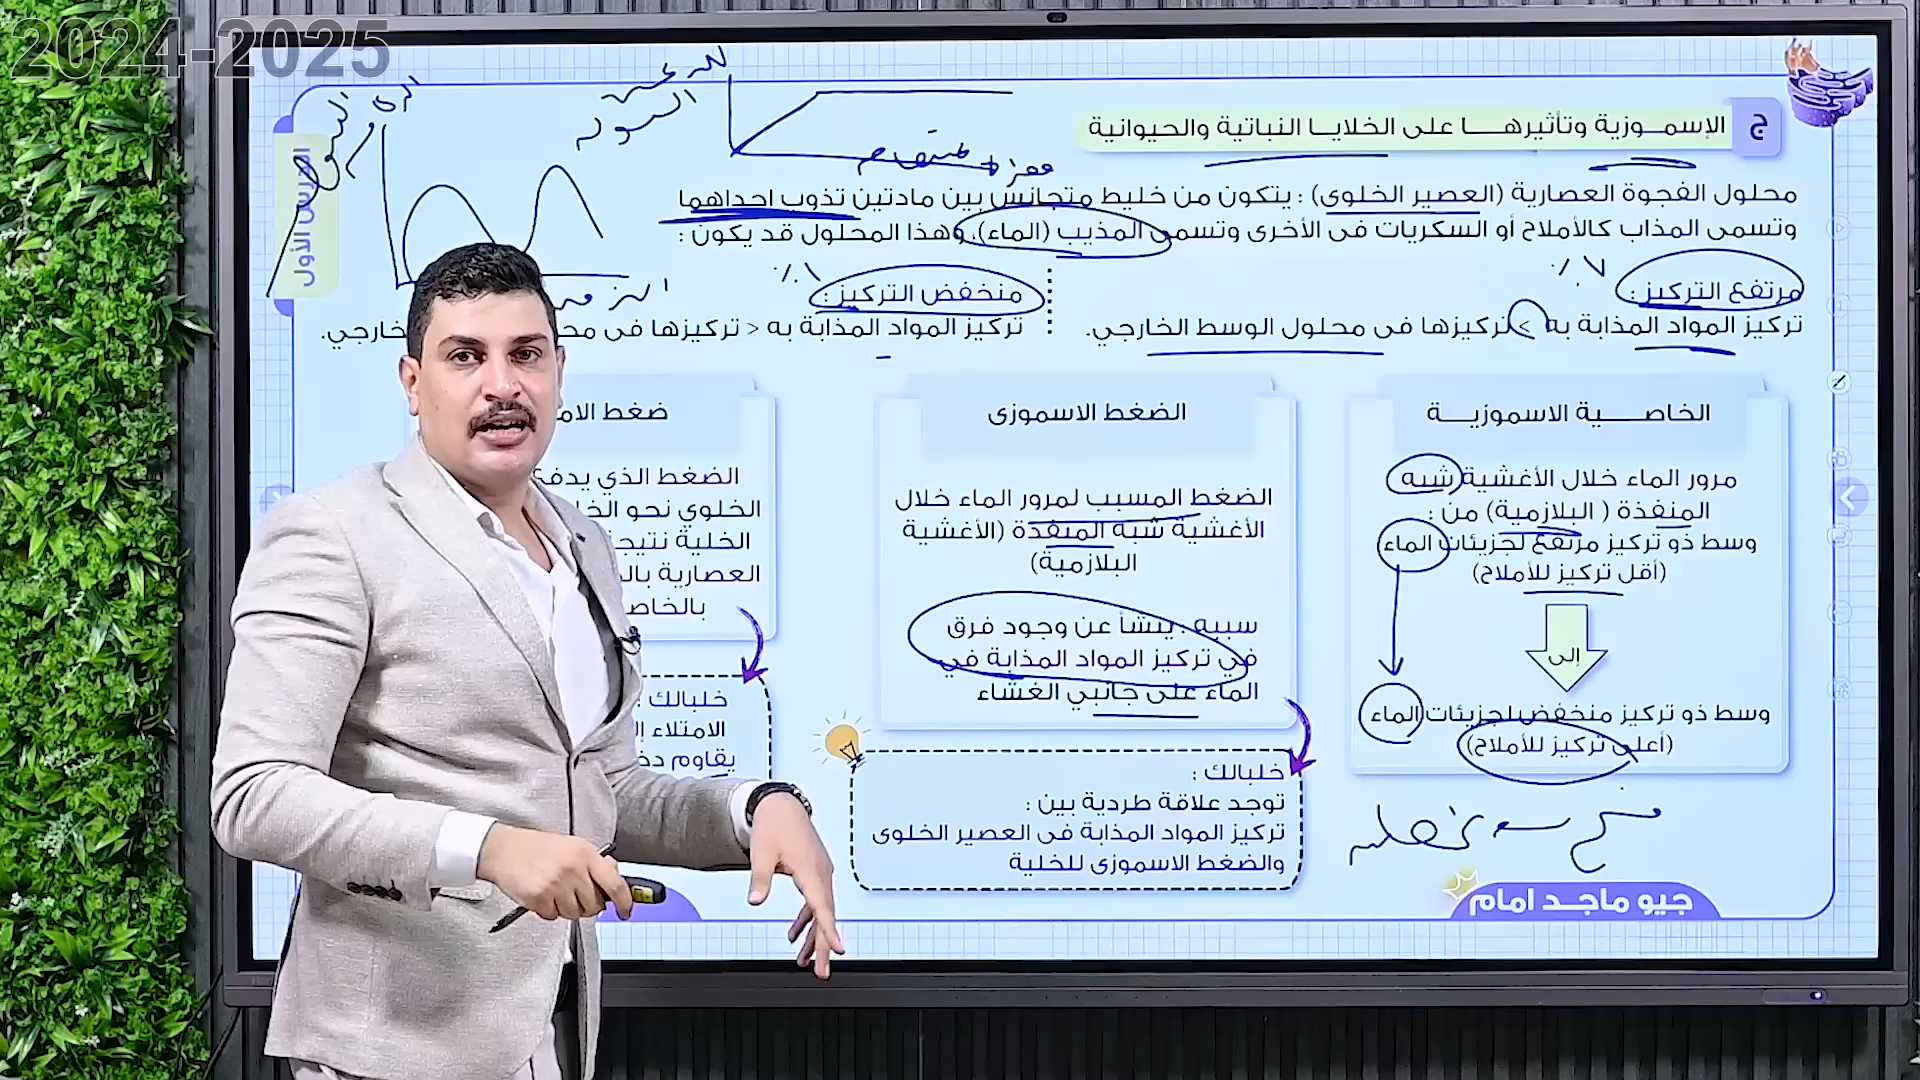 2024-2025
ج
الإسموزية وتأثيرها على الخلايا النباتية والحيوانية
الدرس الأول
محلول الفجوة العصارية (العصير الخلوى) : يتكون من خليط متجانس بين مادتين تذوب احداهما
وتسمى المذاب كالأملاح أو السكريات فى الأخرى وتسمى المذيب (الماء)، وهذا المحلول قد يكون :
مرتفع التركيز :
٧ ٪
تركيز المواد المذابة به > تركيزها فى محلول الوسط الخارجي.
منخفض التركيز :
١ ٪
تركيز المواد المذابة به < تركيزها فى خارجي.
الخاصية الاسموزية
مرور الماء خلال الأغشية شبه
المنفذة ( البلازمية) من :
وسط ذو تركيز مرتفع لجزيئات الماء
(أقل تركيز للأملاح)
إلى
وسط ذو تركيز منخفض لجزيئات الماء
(أعلى تركيز للأملاح)
الضغط الاسموزى
الضغط المسبب لمرور الماء خلال
الأغشية شبه المنفذة (الأغشية
البلازمية)
سببه : ينشأ عن وجود فرق
في تركيز المواد المذابة في
الماء على جانبي الغشاء
خلبالك :
توجد علاقة طردية بين :
تركيز المواد المذابة فى العصير الخلوى
والضغط الاسموزى للخلية
ضغط
الضغط الذي يدفع
الخلوي نحو
الخلية
العصارية
خلبالك :
الامتلاء
يقاوم
جيو ماجد امام